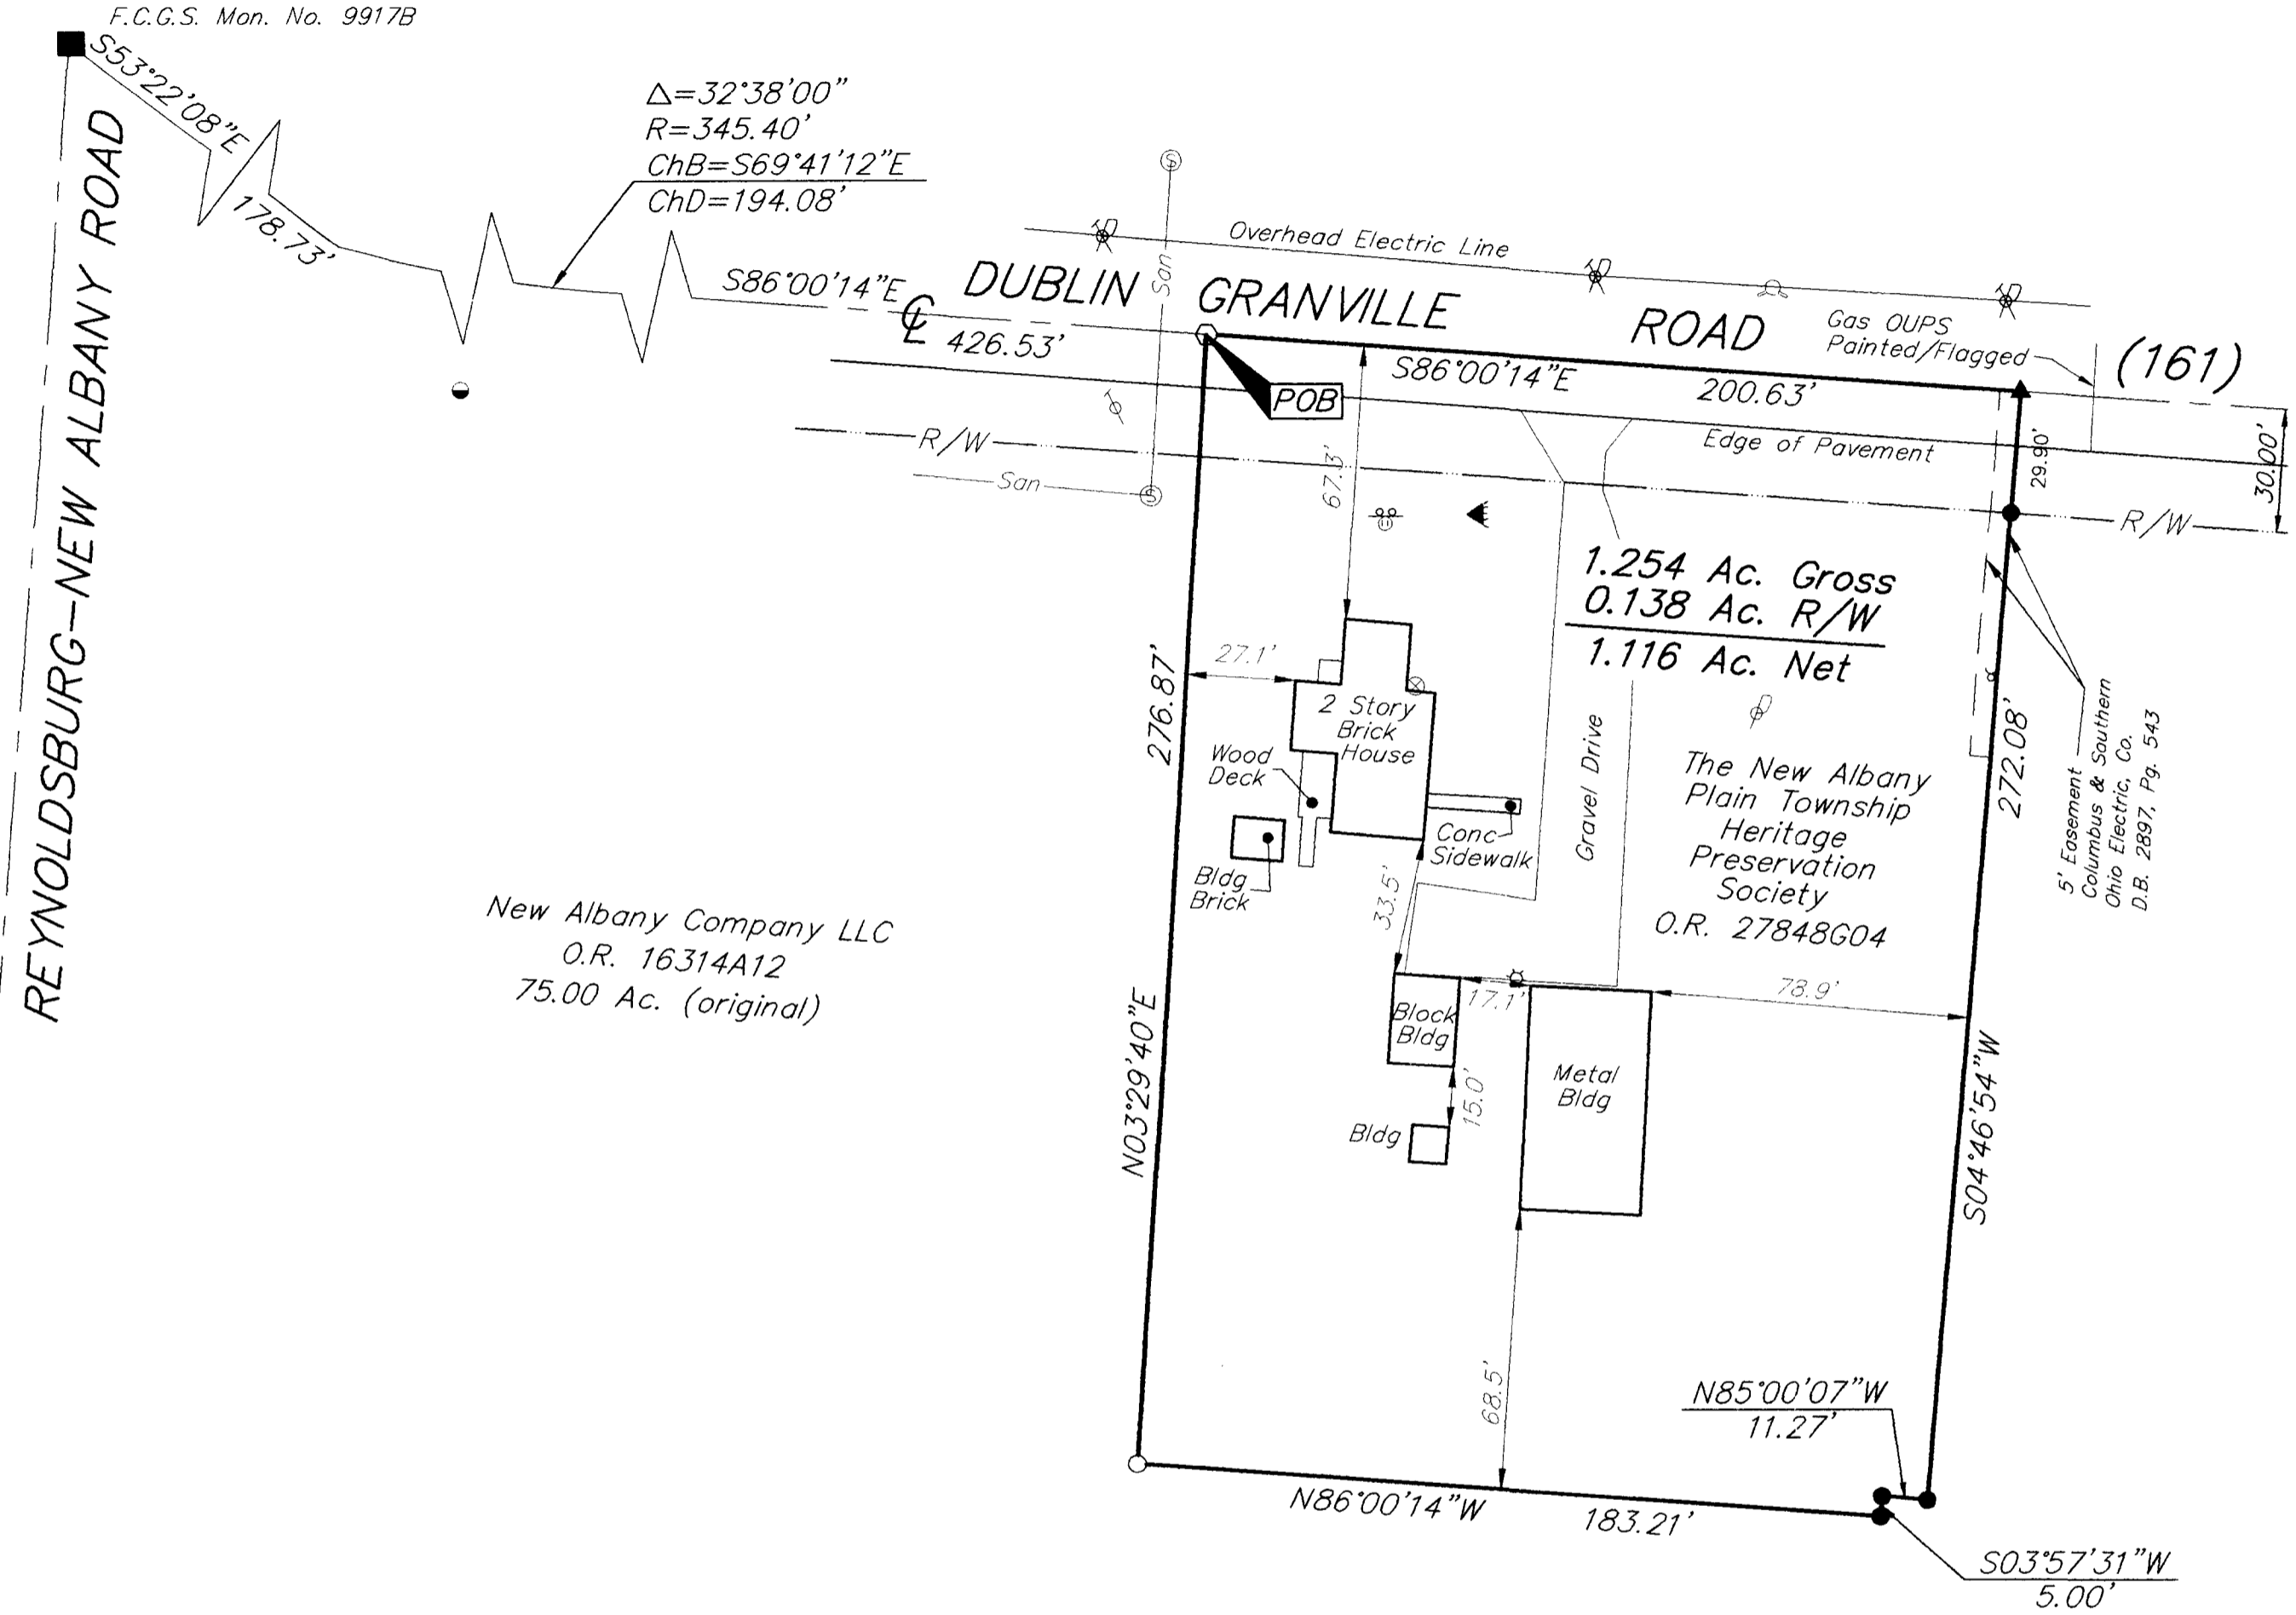 F.C.G.S. Mon. No. 9917B
S53°22'08"E
178.73'
△=32°38'00"
R=345.40'
ChB=S69°41'12"E
ChD=194.08'
REYNOLDSBURG-NEW ALBANY ROAD
S86°00'14"E
℄
426.53'
DUBLIN GRANVILLE ROAD (161)
S
San
Overhead Electric Line
Gas OUPS
Painted/Flagged
POB
S86°00'14"E
200.63'
Edge of Pavement
29.90'
30.00'
R/W
R/W
San
S
67.3'
1.254 Ac. Gross
0.138 Ac. R/W
1.116 Ac. Net
27.1'
276.87'
2 Story
Brick
House
Wood
Deck
Bldg
Brick
Conc
Sidewalk
33.5'
Gravel Drive
The New Albany
Plain Township
Heritage
Preservation
Society
O.R. 27848G04
272.08'
5' Easement
Columbus & Southern
Ohio Electric, Co.
D.B. 2897, Pg. 543
New Albany Company LLC
O.R. 16314A12
75.00 Ac. (original)
N03°29'40"E
17.1'
78.9'
Block
Bldg
Metal
Bldg
15.0'
Bldg
S04°46'54"W
68.5'
N85°00'07"W
11.27'
N86°00'14"W
183.21'
S03°57'31"W
5.00'